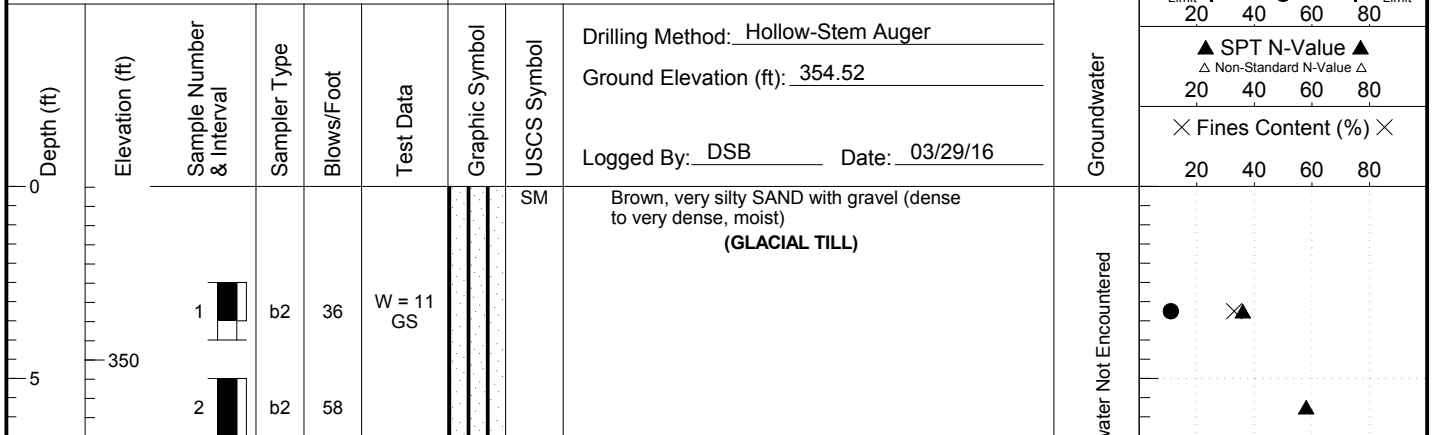 Depth (ft)
Elevation (ft)
Sample Number
& Interval
Sampler Type
Blows/Foot
Test Data
Graphic Symbol
USCS Symbol
Drilling Method: Hollow-Stem Auger
Ground Elevation (ft): 354.52
Logged By: DSB Date: 03/29/16
Groundwater
20 40 60 80
▲ SPT N-Value ▲
△ Non-Standard N-Value △
20 40 60 80
× Fines Content (%) ×
20 40 60 80
0
SM
Brown, very silty SAND with gravel (dense
to very dense, moist)
(GLACIAL TILL)
1 b2 36
W = 11
GS
350
5
2 b2 58
Not Encountered